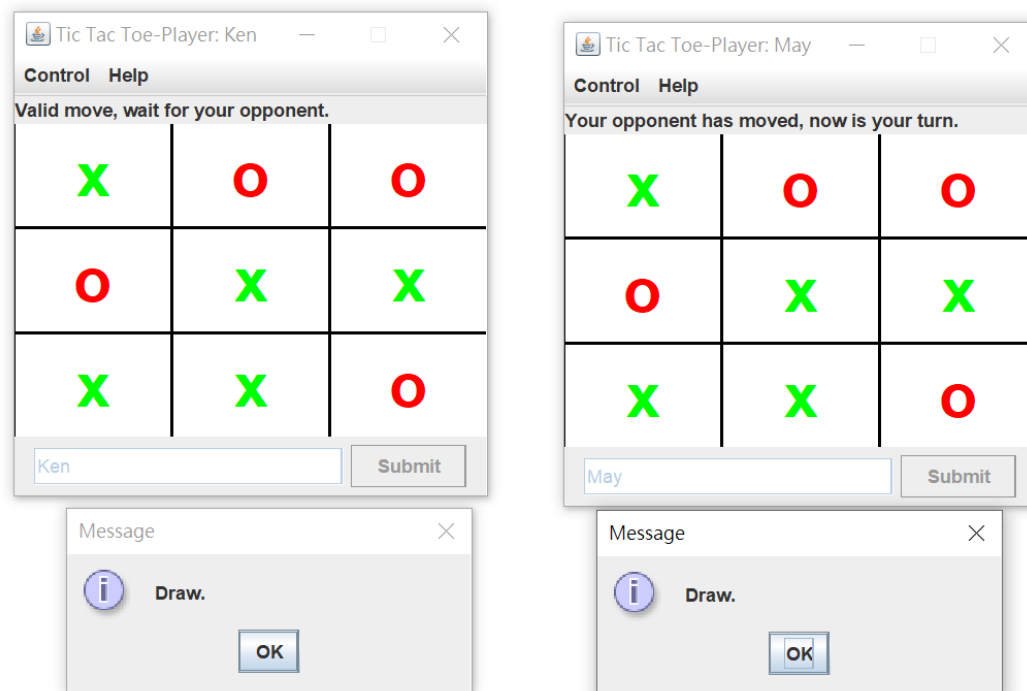 Tic Tac Toe-Player: Ken
Control Help
Valid move, wait for your opponent.
X O O
O X X
X X O
Ken Submit
Message
Draw.
OK
Tic Tac Toe-Player: May
Control Help
Your opponent has moved, now is your turn.
X O O
O X X
X X O
May Submit
Message
Draw.
OK